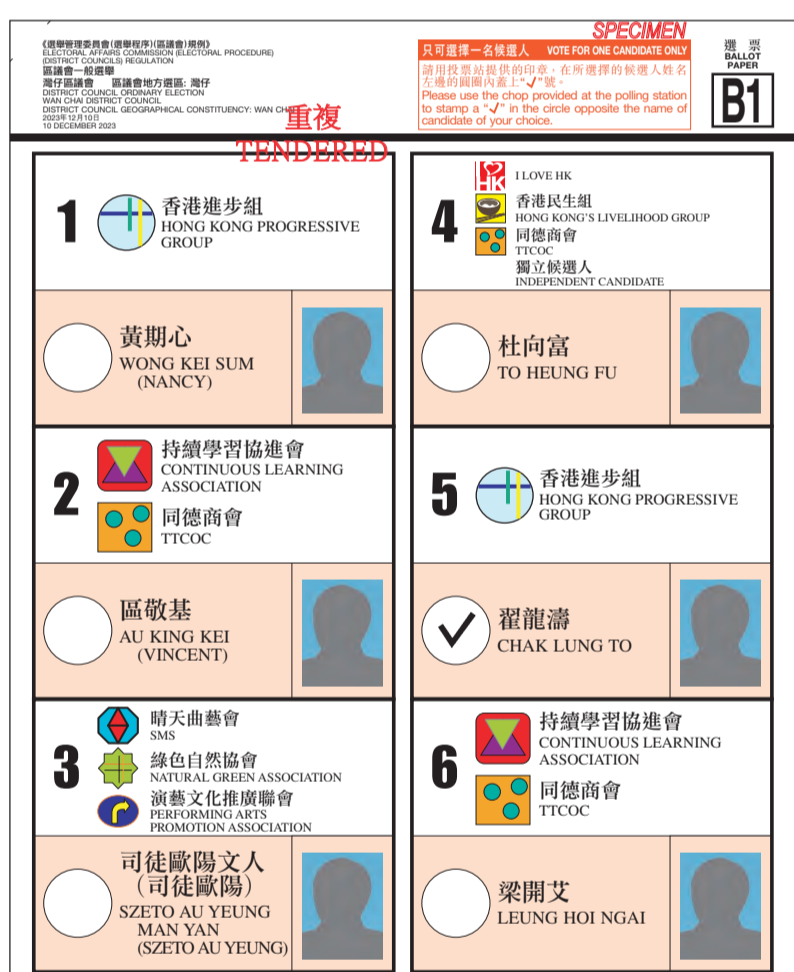 SPECIMEN
《選舉管理委員會(選舉程序)(區議會)規例》
ELECTORAL AFFAIRS COMMISSION (ELECTORAL PROCEDURE)
(DISTRICT COUNCILS) REGULATION
區議會一般選舉
灣仔區議會 區議會地方選區: 灣仔
DISTRICT COUNCIL ORDINARY ELECTION
WAN CHAI DISTRICT COUNCIL
DISTRICT COUNCIL GEOGRAPHICAL CONSTITUENCY: WAN CHAI
2023年12月10日
10 DECEMBER 2023
重複
TENDERED
只可選擇一名候選人 VOTE FOR ONE CANDIDATE ONLY
請用投票站提供的印章，在所選擇的候選人姓名
左邊的圓圈內蓋上“✓”號。
Please use the chop provided at the polling station
to stamp a “✓” in the circle opposite the name of
candidate of your choice.
選 票
BALLOT
PAPER
B1
1
香港進步組
HONG KONG PROGRESSIVE
GROUP
黃期心
WONG KEI SUM
(NANCY)
2
持續學習協進會
CONTINUOUS LEARNING
ASSOCIATION
同德商會
TTCOC
區敬基
AU KING KEI
(VINCENT)
3
晴天曲藝會
SMS
綠色自然協會
NATURAL GREEN ASSOCIATION
演藝文化推廣聯會
PERFORMING ARTS
PROMOTION ASSOCIATION
司徒歐陽文人
(司徒歐陽)
SZETO AU YEUNG
MAN YAN
(SZETO AU YEUNG)
4
HK
I LOVE HK
香港民生組
HONG KONG'S LIVELIHOOD GROUP
同德商會
TTCOC
獨立候選人
INDEPENDENT CANDIDATE
杜向富
TO HEUNG FU
5
香港進步組
HONG KONG PROGRESSIVE
GROUP
翟龍濤
CHAK LUNG TO
6
持續學習協進會
CONTINUOUS LEARNING
ASSOCIATION
同德商會
TTCOC
梁開艾
LEUNG HOI NGAI